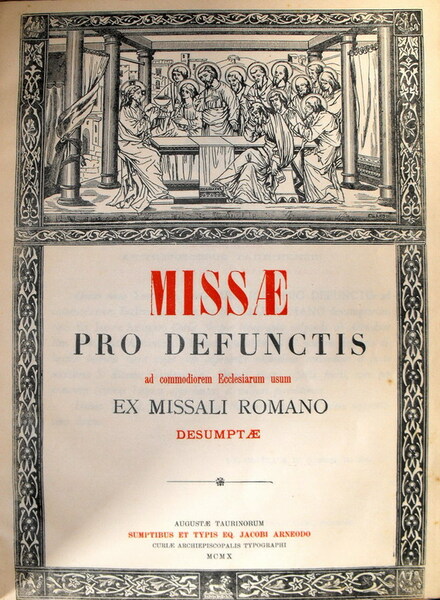 MISSÆ
PRO DEFUNCTIS
ad commodiorem Ecclesiarum usum
EX MISSALI ROMANO
DESUMPTÆ
AUGUSTÆ TAURINORUM
SUMPTIBUS ET TYPIS EQ. JACOBI ARNEODO
CURIÆ ARCHIEPISCOPALIS TYPOGRAPHI
MCMX